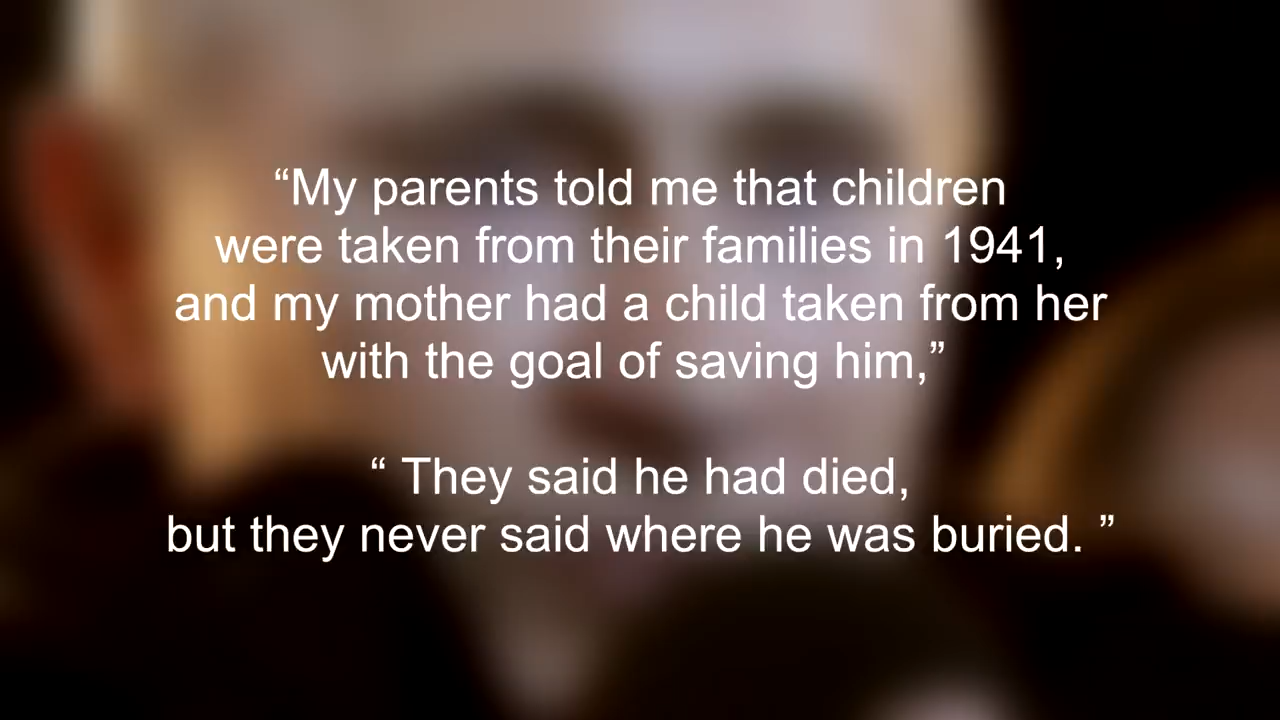 “My parents told me that children
were taken from their families in 1941,
and my mother had a child taken from her
with the goal of saving him,”
“ They said he had died,
but they never said where he was buried. ”